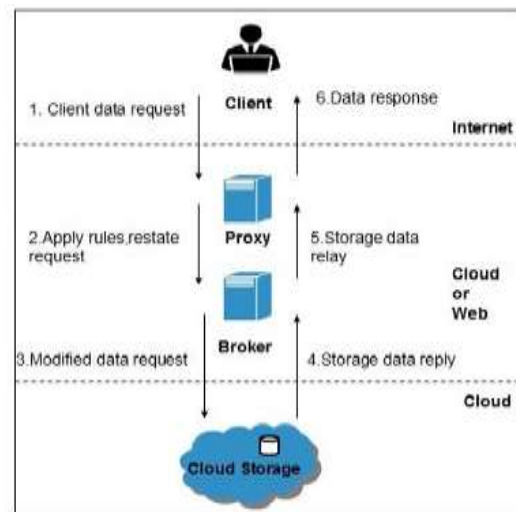 Client
1. Client data request
6.Data response
Internet
2.Apply rules,restate
request
Proxy
5.Storage data
relay
Cloud
or
Web
Broker
3.Modified data request
4.Storage data reply
Cloud
Cloud Storage